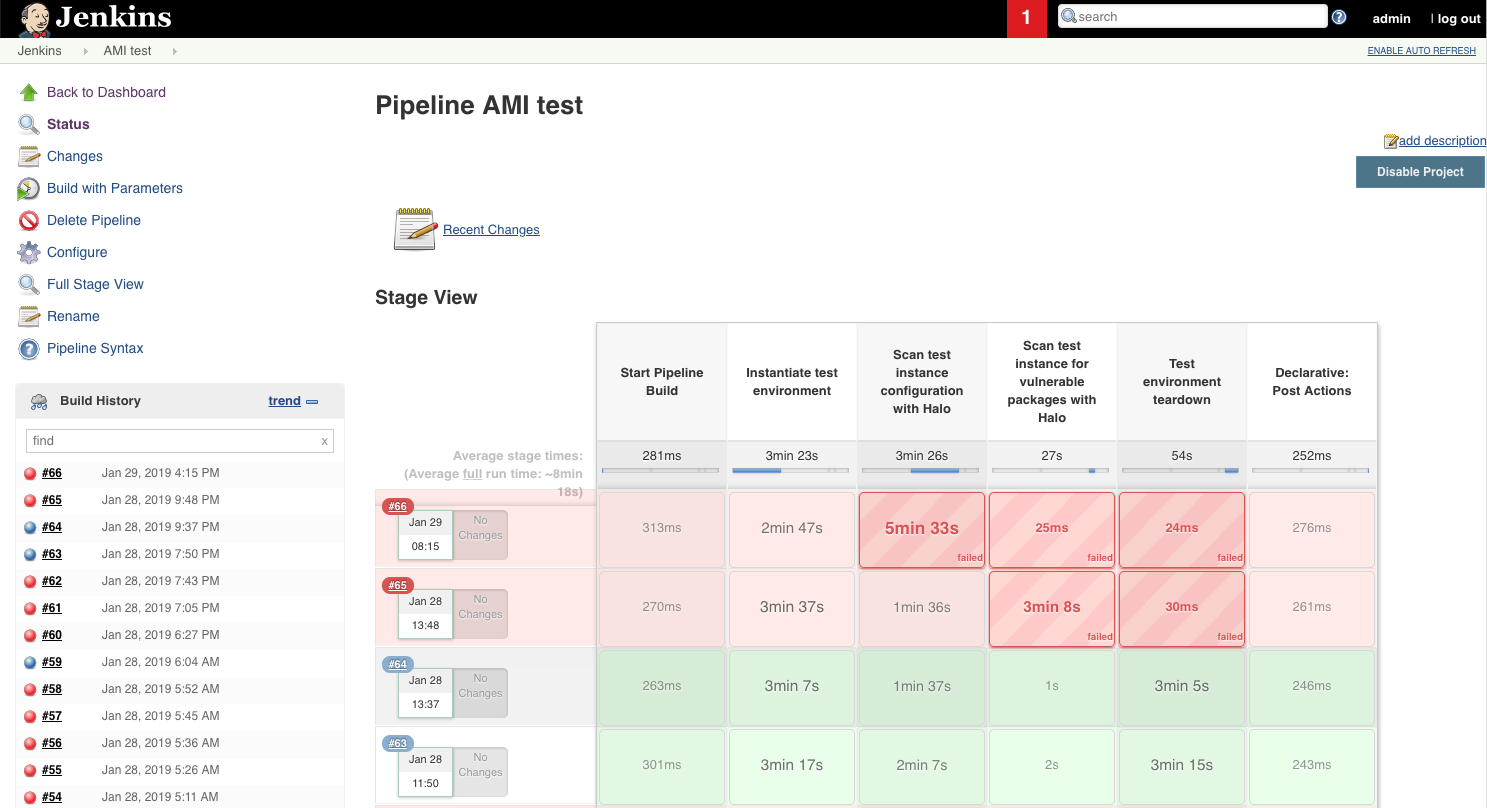 Jenkins
1
search
?
admin
| log out
Jenkins
AMI test
ENABLE AUTO REFRESH
Back to Dashboard
Status
Changes
Build with Parameters
Delete Pipeline
Configure
Full Stage View
Rename
?
Pipeline Syntax
Build History
trend
find
x
#66 Jan 29, 2019 4:15 PM
#65 Jan 28, 2019 9:48 PM
#64 Jan 28, 2019 9:37 PM
#63 Jan 28, 2019 7:50 PM
#62 Jan 28, 2019 7:43 PM
#61 Jan 28, 2019 7:05 PM
#60 Jan 28, 2019 6:27 PM
#59 Jan 28, 2019 6:04 AM
#58 Jan 28, 2019 5:52 AM
#57 Jan 28, 2019 5:45 AM
#56 Jan 28, 2019 5:36 AM
#55 Jan 28, 2019 5:26 AM
#54 Jan 28, 2019 5:11 AM
Pipeline AMI test
add description
Disable Project
Recent Changes
Stage View
Start Pipeline
Build
Instantiate test
environment
Scan test
instance
configuration
with Halo
Scan test
instance for
vulnerable
packages with
Halo
Test
environment
teardown
Declarative:
Post Actions
Average stage times:
(Average full run time: ~8min
18s)
281ms
3min 23s
3min 26s
27s
54s
252ms
#66
Jan 29
08:15
No
Changes
313ms
2min 47s
5min 33s
failed
25ms
failed
24ms
failed
276ms
#65
Jan 28
13:48
No
Changes
270ms
3min 37s
1min 36s
3min 8s
failed
30ms
failed
261ms
#64
Jan 28
13:37
No
Changes
263ms
3min 7s
1min 37s
1s
3min 5s
246ms
#63
Jan 28
11:50
No
Changes
301ms
3min 17s
2min 7s
2s
3min 15s
243ms